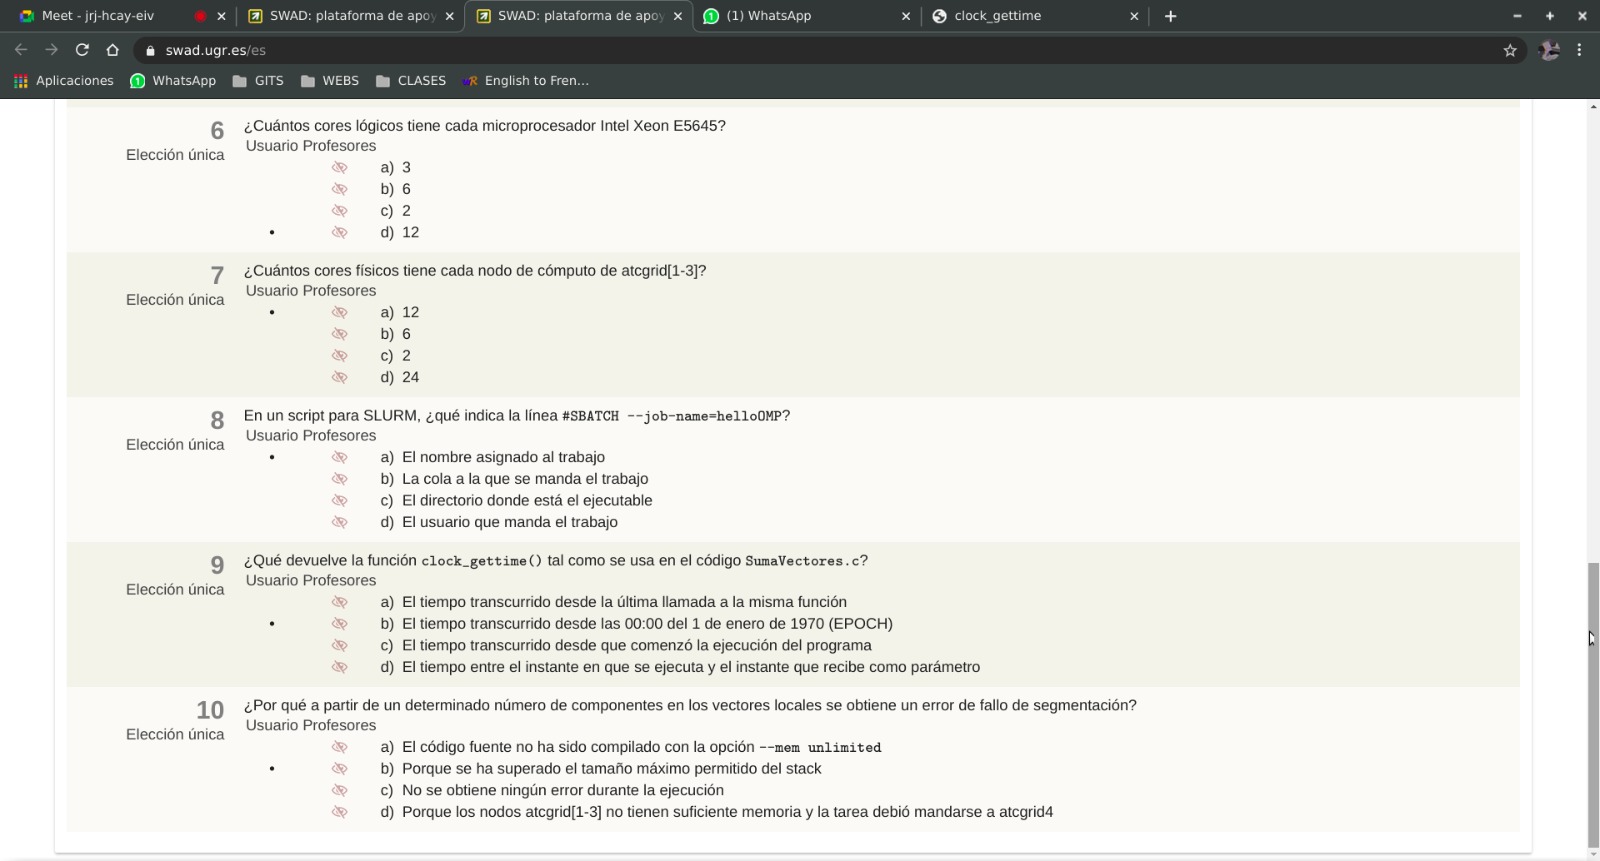 Meet - jrj-hcay-eiv
SWAD: plataforma de apoy
SWAD: plataforma de apoy
(1) WhatsApp
clock_gettime
swad.ugr.es/es
Aplicaciones
WhatsApp
GITS
WEBS
CLASES
English to Fren...
6 ¿Cuántos cores lógicos tiene cada microprocesador Intel Xeon E5645?
Elección única Usuario Profesores
a) 3
b) 6
c) 2
• d) 12
7 ¿Cuántos cores físicos tiene cada nodo de cómputo de atcgrid[1-3]?
Elección única Usuario Profesores
• a) 12
b) 6
c) 2
d) 24
8 En un script para SLURM, ¿qué indica la línea #SBATCH --job-name=helloOMP?
Elección única Usuario Profesores
• a) El nombre asignado al trabajo
b) La cola a la que se manda el trabajo
c) El directorio donde está el ejecutable
d) El usuario que manda el trabajo
9 ¿Qué devuelve la función clock_gettime() tal como se usa en el código SumaVectores.c?
Elección única Usuario Profesores
a) El tiempo transcurrido desde la última llamada a la misma función
• b) El tiempo transcurrido desde las 00:00 del 1 de enero de 1970 (EPOCH)
c) El tiempo transcurrido desde que comenzó la ejecución del programa
d) El tiempo entre el instante en que se ejecuta y el instante que recibe como parámetro
10 ¿Por qué a partir de un determinado número de componentes en los vectores locales se obtiene un error de fallo de segmentación?
Elección única Usuario Profesores
a) El código fuente no ha sido compilado con la opción --mem unlimited
• b) Porque se ha superado el tamaño máximo permitido del stack
c) No se obtiene ningún error durante la ejecución
d) Porque los nodos atcgrid[1-3] no tienen suficiente memoria y la tarea debió mandarse a atcgrid4